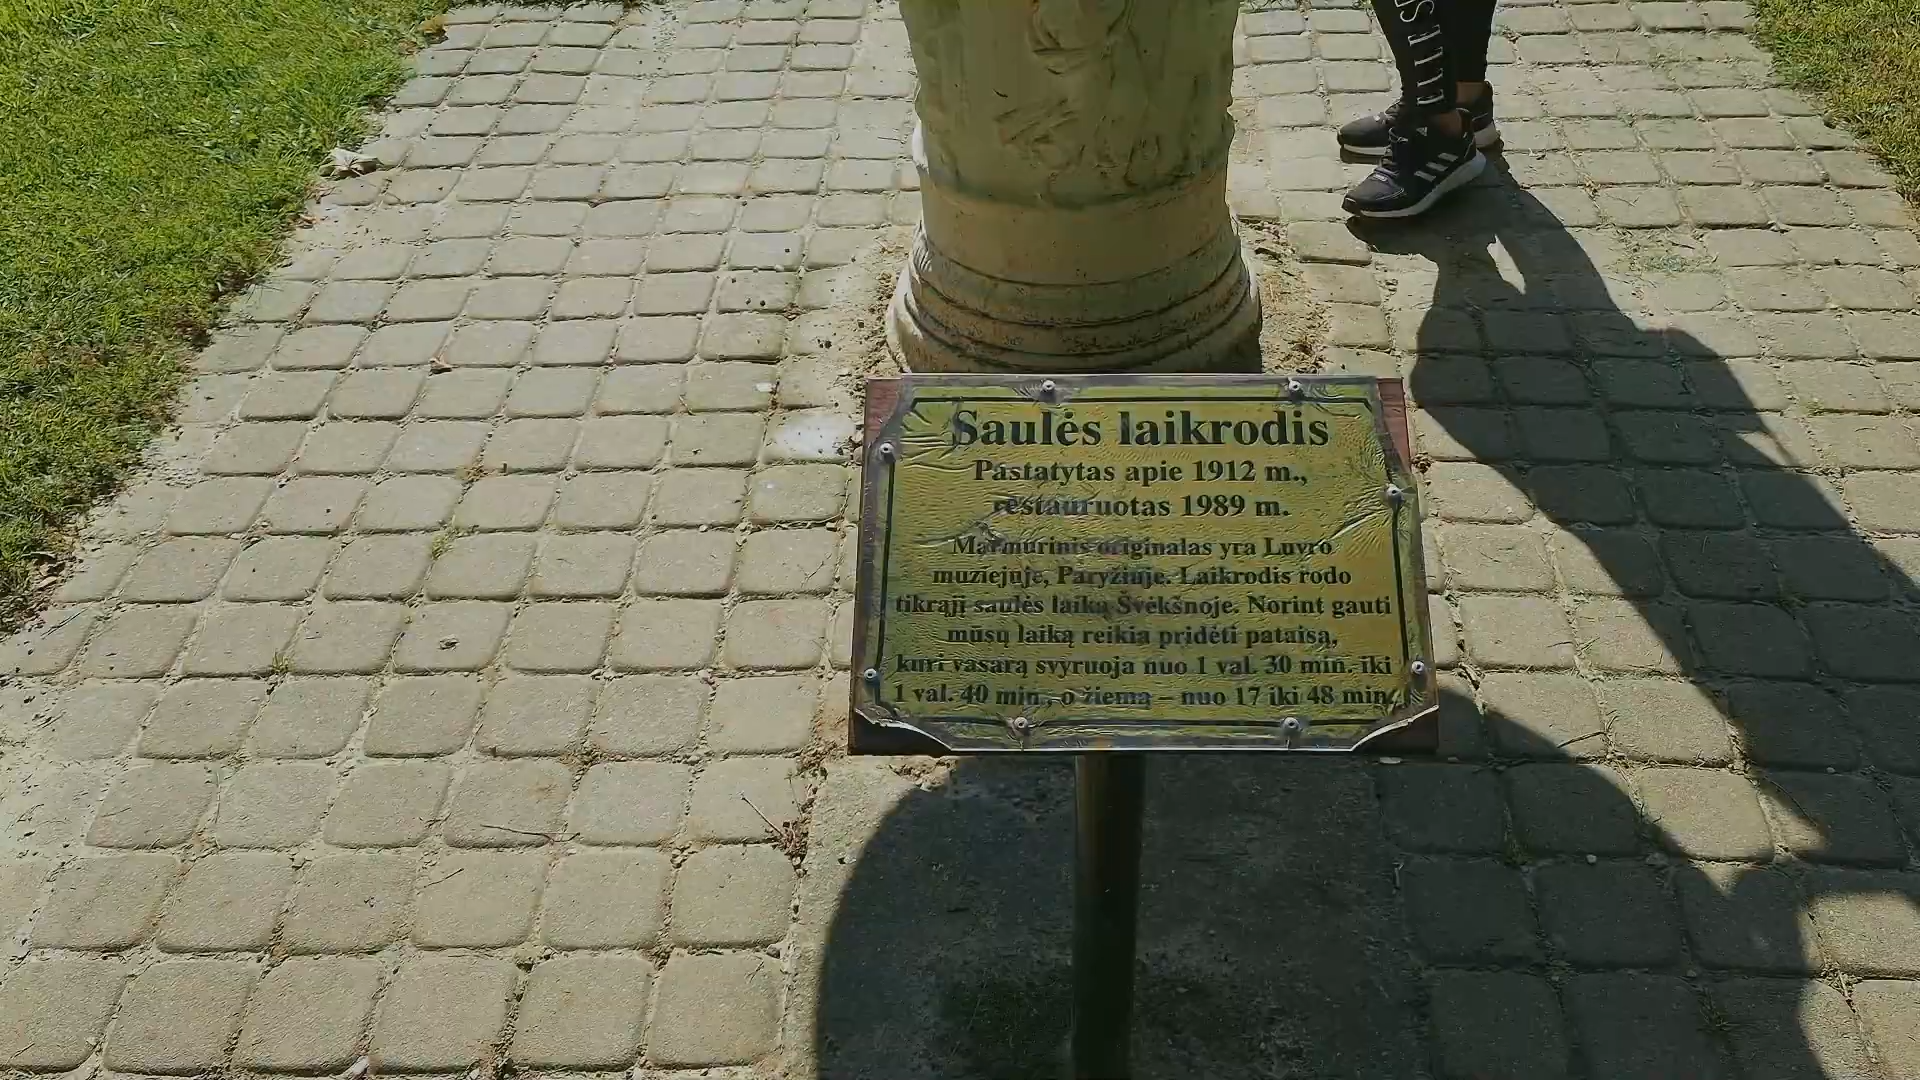 ELLES
Saulės laikrodis
Pastatytas apie 1912 m.,
restauruotas 1989 m.
Marmurinis originalas yra Luvro
muziejuje, Paryžiuje. Laikrodis rodo
tikrąjį saulės laiką Švėkšnoje. Norint gauti
mūsų laiką reikia pridėti pataisą,
kuri vasarą svyruoja nuo 1 val. 30 min. iki
1 val. 40 min., o žiemą – nuo 17 iki 48 min.